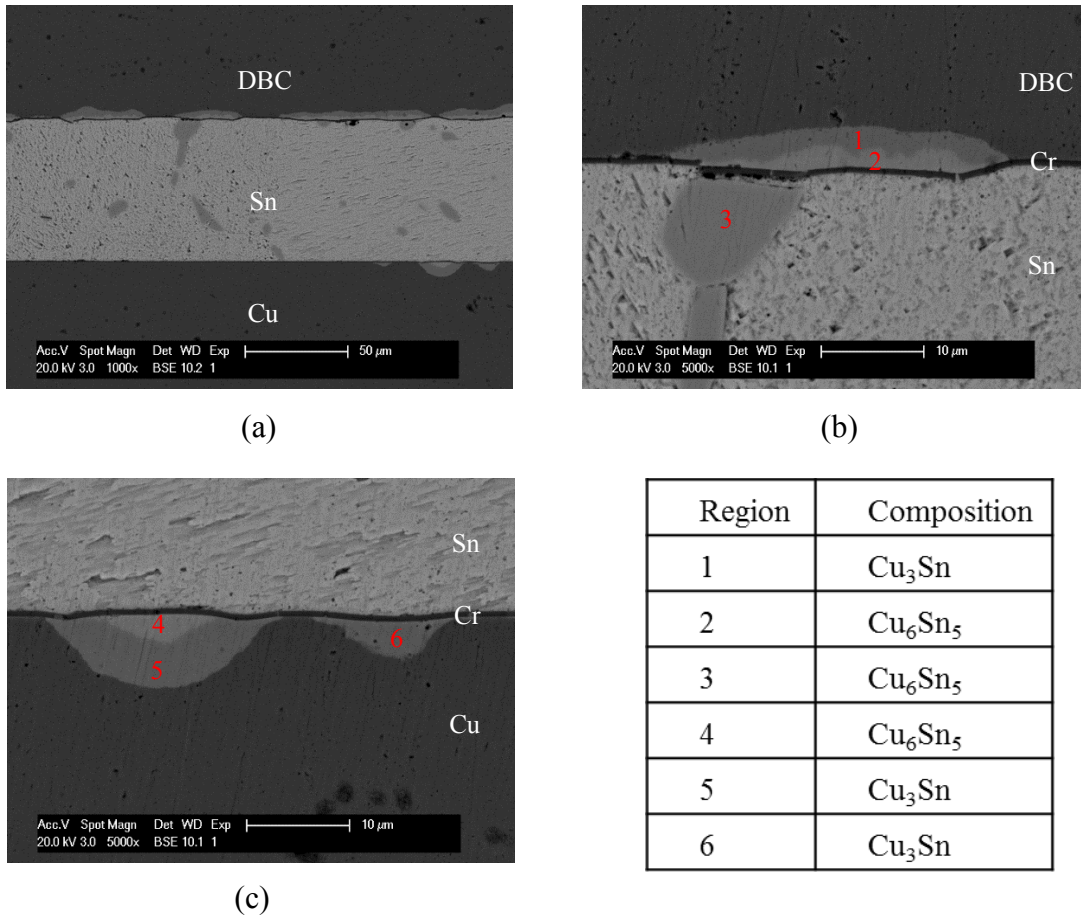 DBC
Sn
Cu
Acc.V Spot Magn Det WD Exp 50 µm
20.0 kV 3.0 1000x BSE 10.2 1
(a)
DBC
1
2
Cr
3
Sn
Acc.V Spot Magn Det WD Exp 10 µm
20.0 kV 3.0 5000x BSE 10.1 1
(b)
Sn
Cr
4
6
5
Cu
Acc.V Spot Magn Det WD Exp 10 µm
20.0 kV 3.0 5000x BSE 10.1 1
(c)
Region Composition
1 Cu₃Sn
2 Cu₆Sn₅
3 Cu₆Sn₅
4 Cu₆Sn₅
5 Cu₃Sn
6 Cu₃Sn